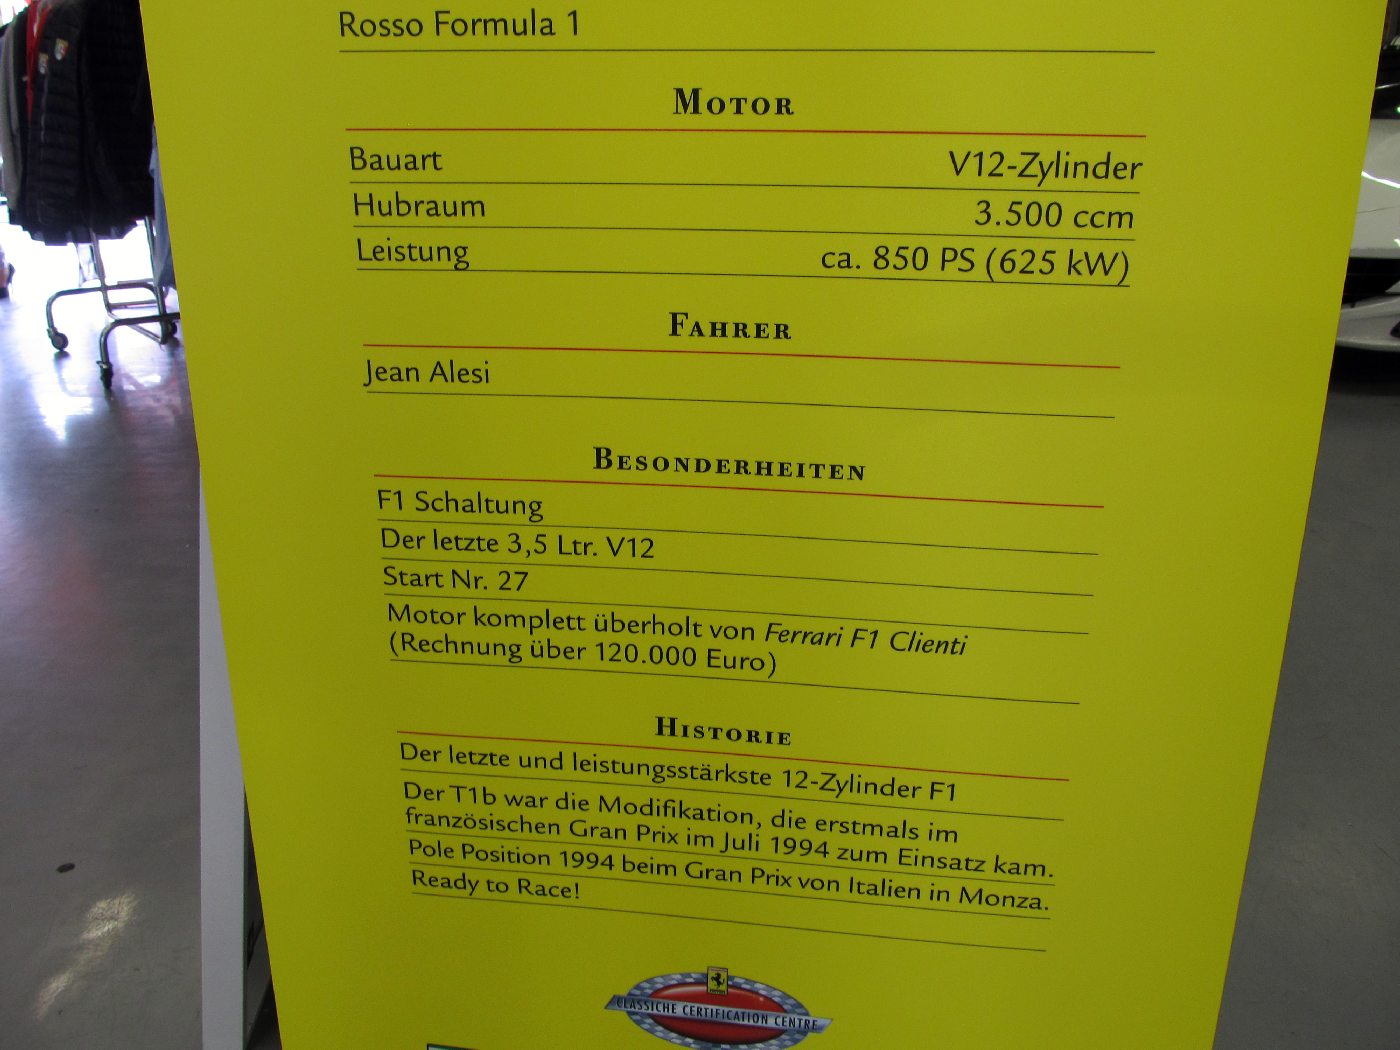 Rosso Formula 1
MOTOR
Bauart V12-Zylinder
Hubraum 3.500 ccm
Leistung ca. 850 PS (625 kW)
FAHRER
Jean Alesi
BESONDERHEITEN
F1 Schaltung
Der letzte 3,5 Ltr. V12
Start Nr. 27
Motor komplett überholt von Ferrari F1 Clienti
(Rechnung über 120.000 Euro)
HISTORIE
Der letzte und leistungsstärkste 12-Zylinder F1
Der T1b war die Modifikation, die erstmals im
französischen Gran Prix im Juli 1994 zum Einsatz kam.
Pole Position 1994 beim Gran Prix von Italien in Monza.
Ready to Race!
CLASSICHE CERTIFICATION CENTRE